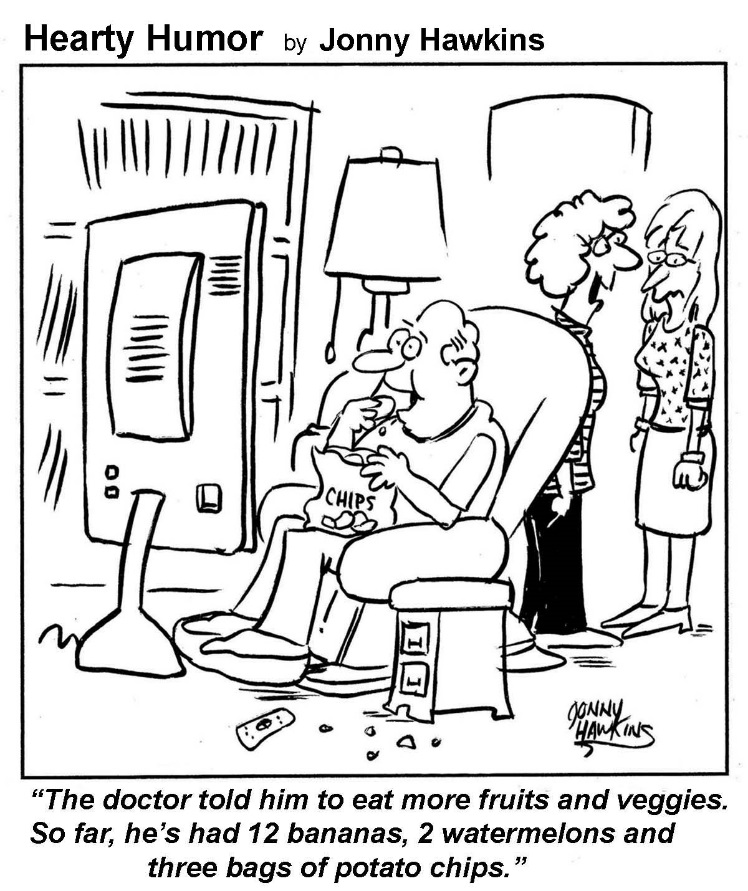 Hearty Humor by Jonny Hawkins
CHIPS
JONNY
HAWKINS
“The doctor told him to eat more fruits and veggies.
So far, he’s had 12 bananas, 2 watermelons and
three bags of potato chips.”